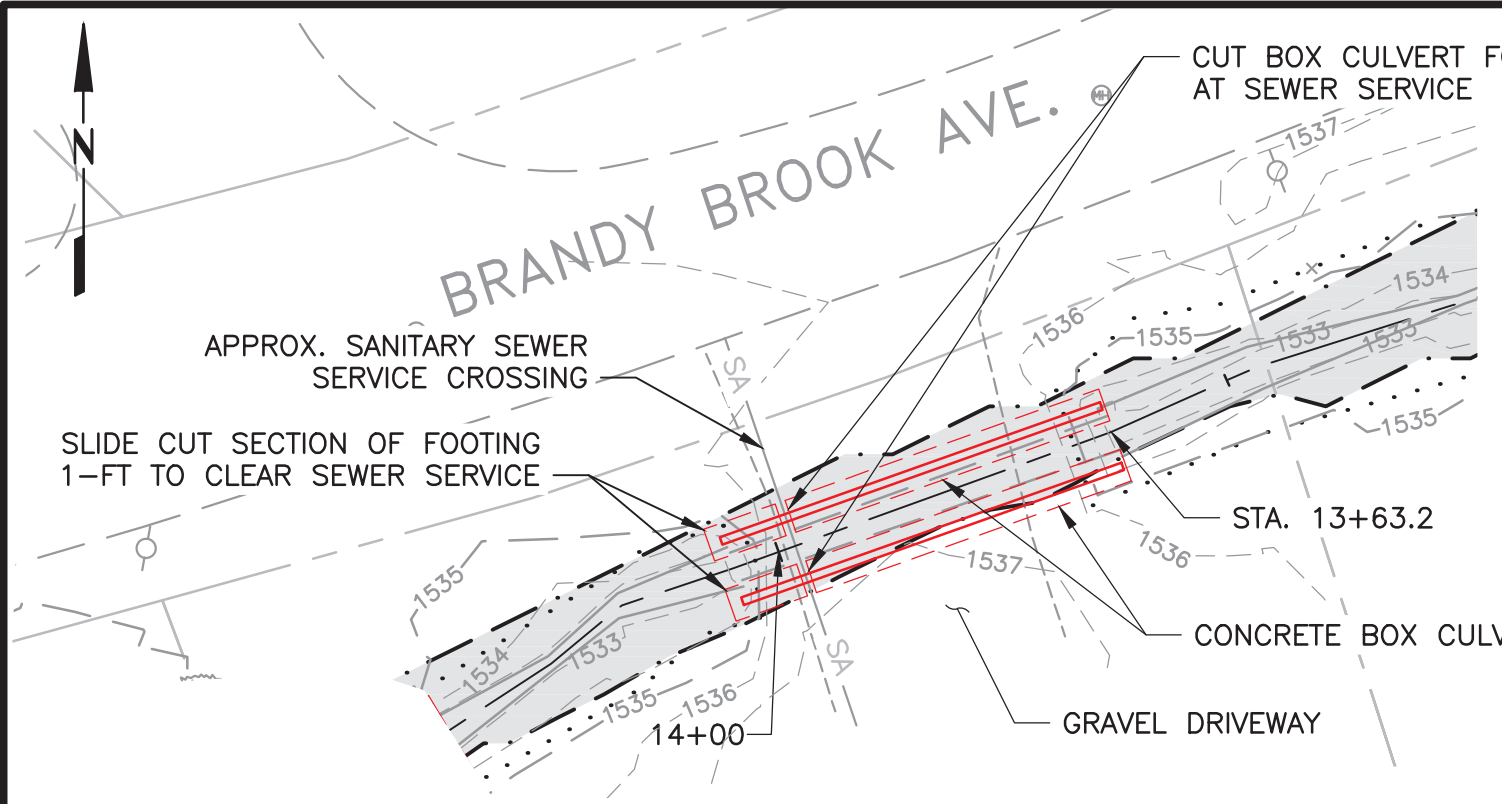 N
CUT BOX CULVERT
AT SEWER SERVICE
BRANDY BROOK AVE.
MH
1537
1534
1536
1535
1533
1533
1535
APPROX. SANITARY SEWER
SERVICE CROSSING
SA
SLIDE CUT SECTION OF FOOTING
1-FT TO CLEAR SEWER SERVICE
STA. 13+63.2
1536
1537
1535
1534
1533
CONCRETE BOX
SA
1535
1536
14+00
GRAVEL DRIVEWAY